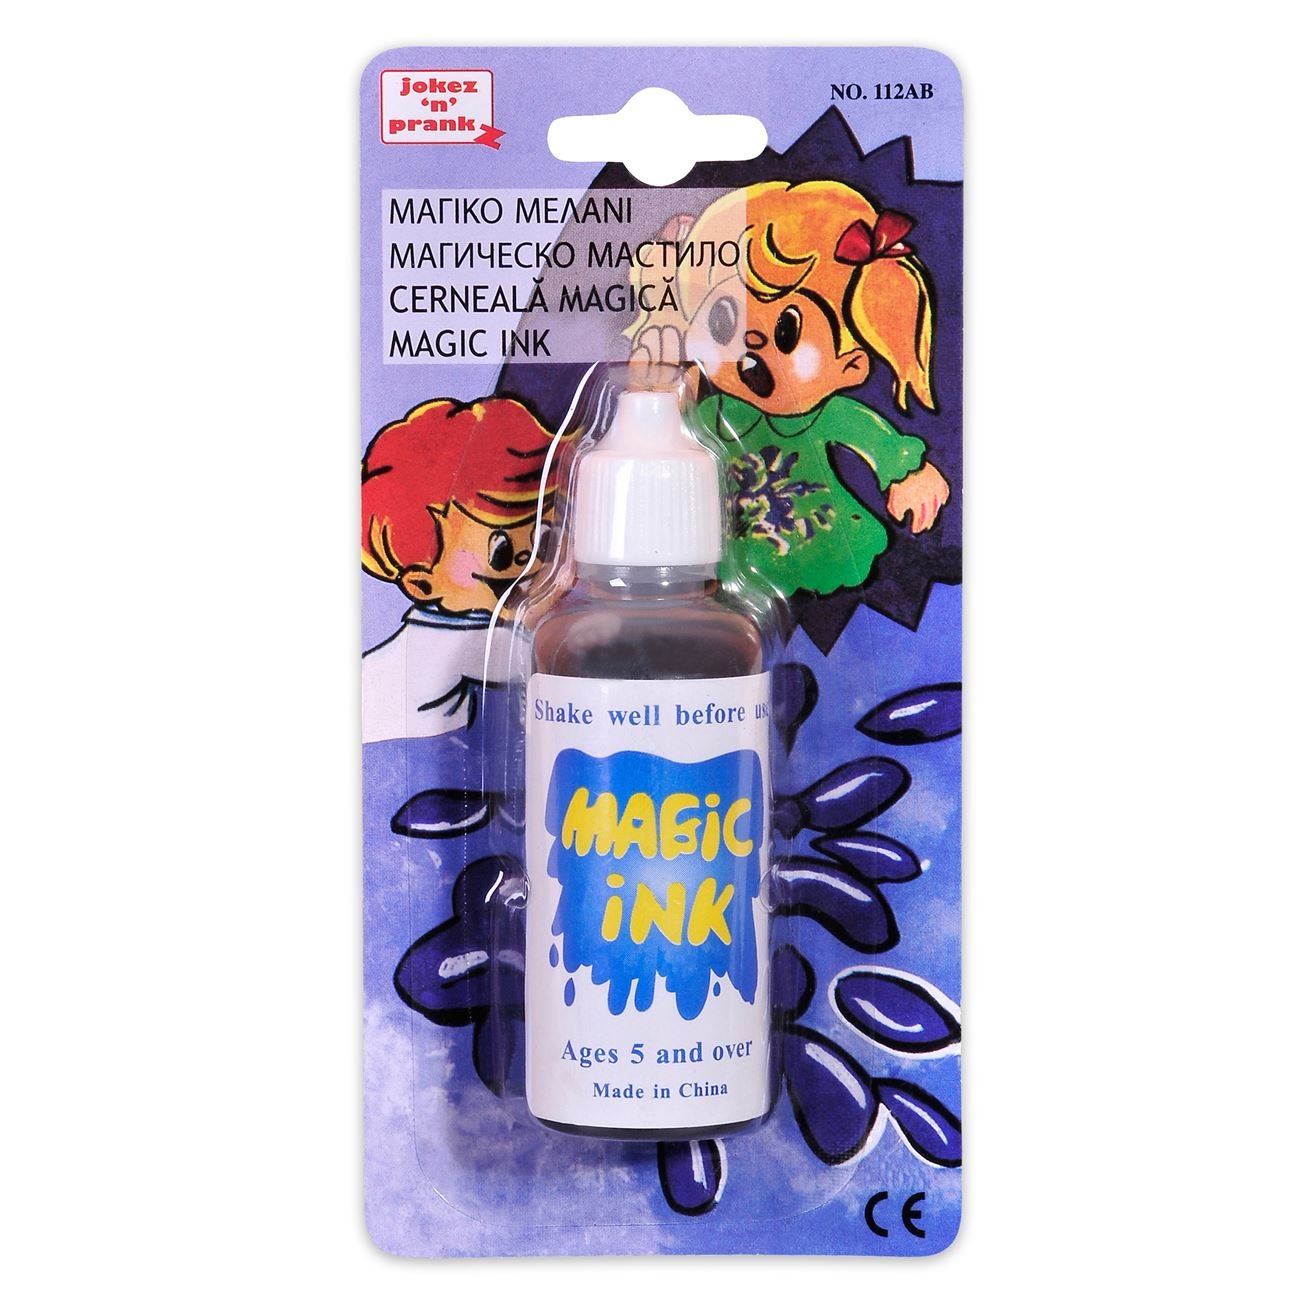 jokez
'n'
prankz
NO. 112AB
ΜΑΓΙΚΟ ΜΕΛΑΝΙ
МАГИЧЕСКО МАСТИЛО
CERNEALĂ MAGICĂ
MAGIC INK
Shake well before use
MAGiC
iNK
Ages 5 and over
Made in China
CE